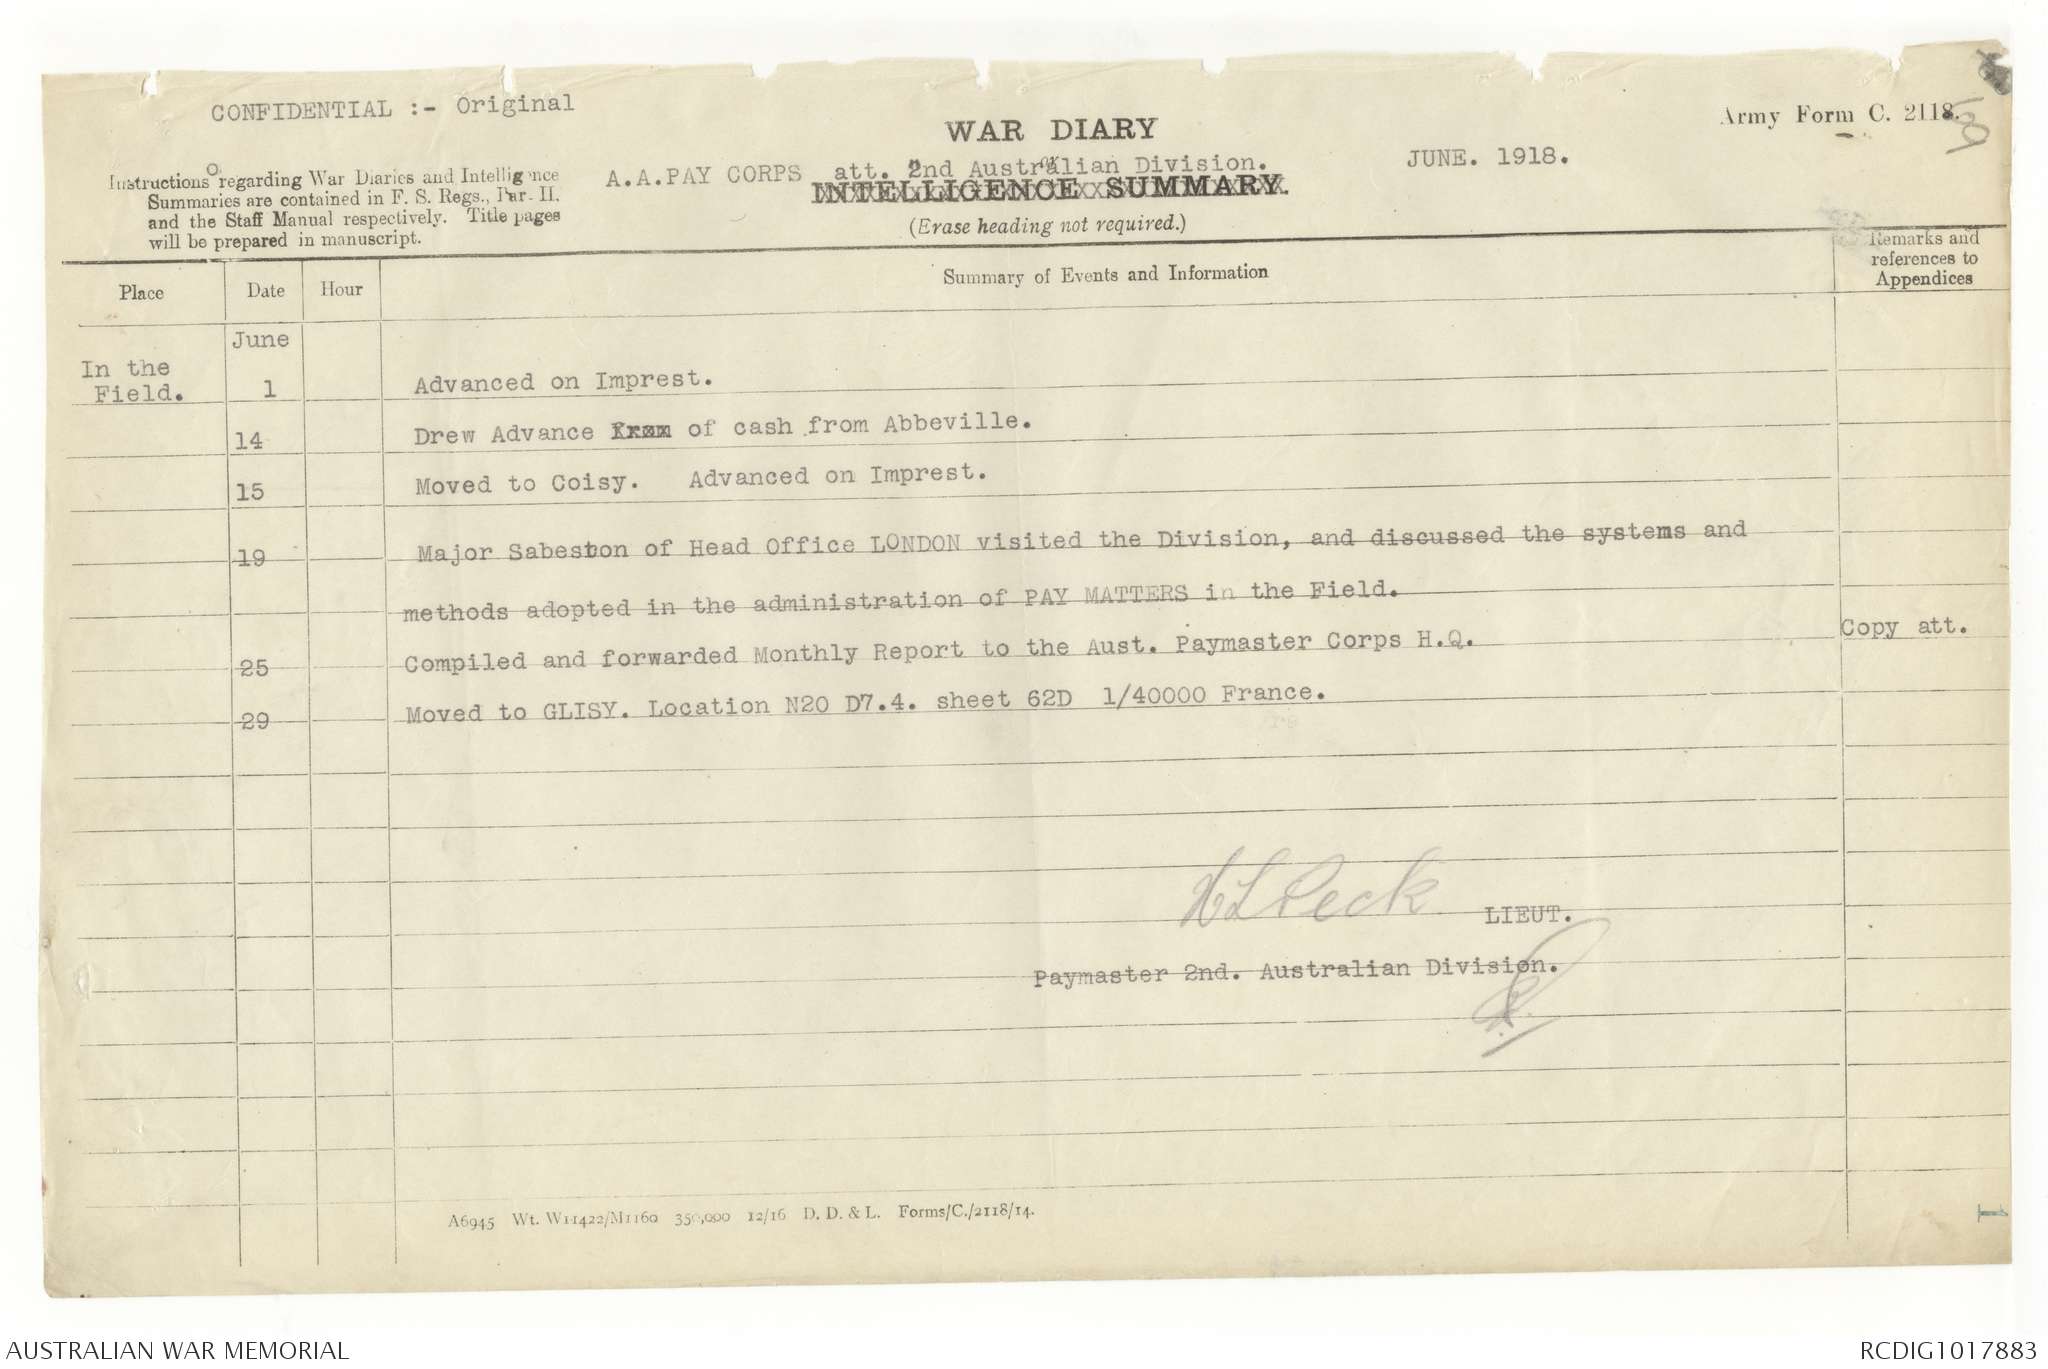 CONFIDENTIAL :- Original
WAR DIARY
Army Form C. 2118.
Instructions regarding War Diaries and Intelligence
Summaries are contained in F. S. Regs., Par. II.
and the Staff Manual respectively. Title pages
will be prepared in manuscript.
A.A.PAY CORPS att. 2nd Australian Division.
JUNE. 1918.
INTELLIGENCE SUMMARY.
(Erase heading not required.)
Place Date Hour Summary of Events and Information Remarks and references to Appendices
June
In the
Field. 1 Advanced on Imprest.
14 Drew Advance from of cash from Abbeville.
15 Moved to Coisy. Advanced on Imprest.
19 Major Sabeston of Head Office LONDON visited the Division, and discussed the systems and
methods adopted in the administration of PAY MATTERS in the Field.
25 Compiled and forwarded Monthly Report to the Aust. Paymaster Corps H.Q. Copy att.
29 Moved to GLISY. Location N20 D7.4. sheet 62D 1/40000 France.
HLPeck LIEUT.
Paymaster 2nd. Australian Division.
A6945 Wt. W11422/M1160 350,000 12/16 D. D. & L. Forms/C./2118/14.
1
AUSTRALIAN WAR MEMORIAL
RCDIG1017883